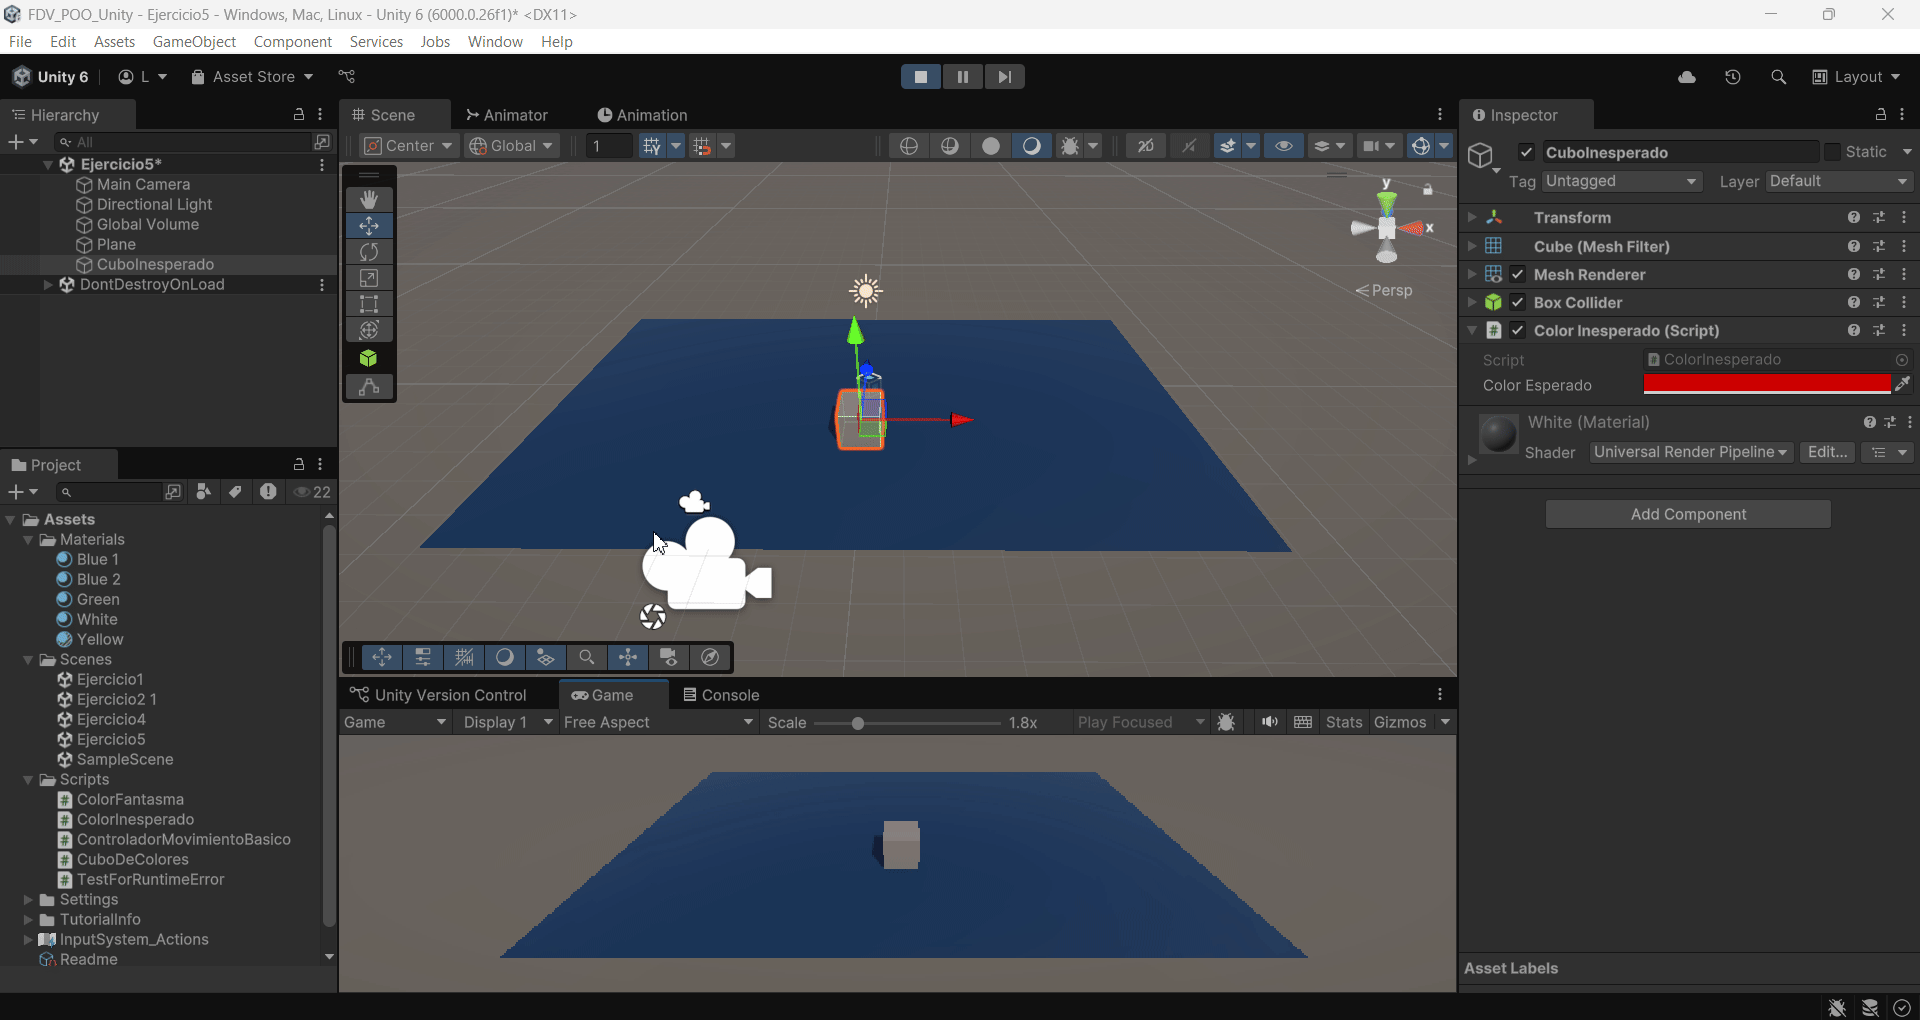 FDV_POO_Unity - Ejercicio5 - Windows, Mac, Linux - Unity 6 (6000.0.26f1)* <DX11>
File Edit Assets GameObject Component Services Jobs Window Help
Unity 6 L Asset Store Layout
Hierarchy
All
Ejercicio5*
Main Camera
Directional Light
Global Volume
Plane
CuboInesperado
DontDestroyOnLoad
Scene Animator Animation
Center Global 1 2D
y
x
Persp
Inspector
CuboInesperado Static
Tag Untagged Layer Default
Transform
Cube (Mesh Filter)
Mesh Renderer
Box Collider
Color Inesperado (Script)
Script ColorInesperado
Color Esperado
White (Material)
Shader Universal Render Pipeline Edit...
Add Component
Asset Labels
Project
22
Assets
Materials
Blue 1
Blue 2
Green
White
Yellow
Scenes
Ejercicio1
Ejercicio2 1
Ejercicio4
Ejercicio5
SampleScene
Scripts
ColorFantasma
ColorInesperado
ControladorMovimientoBasico
CuboDeColores
TestForRuntimeError
Settings
TutorialInfo
InputSystem_Actions
Readme
Unity Version Control Game Console
Game Display 1 Free Aspect Scale 1.8x Play Focused Stats Gizmos